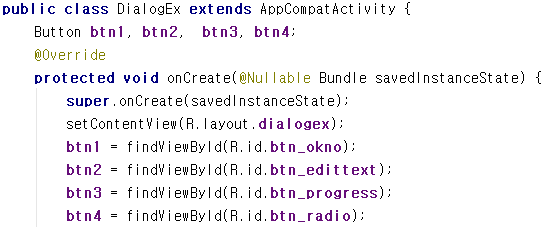 public class DialogEx extends AppCompatActivity {
Button btn1, btn2,  btn3, btn4;
@Override
protected void onCreate(@Nullable Bundle savedInstanceState) {
super.onCreate(savedInstanceState);
setContentView(R.layout.dialogex);
btn1 = findViewById(R.id.btn_okno);
btn2 = findViewById(R.id.btn_edittext);
btn3 = findViewById(R.id.btn_progress);
btn4 = findViewById(R.id.btn_radio);